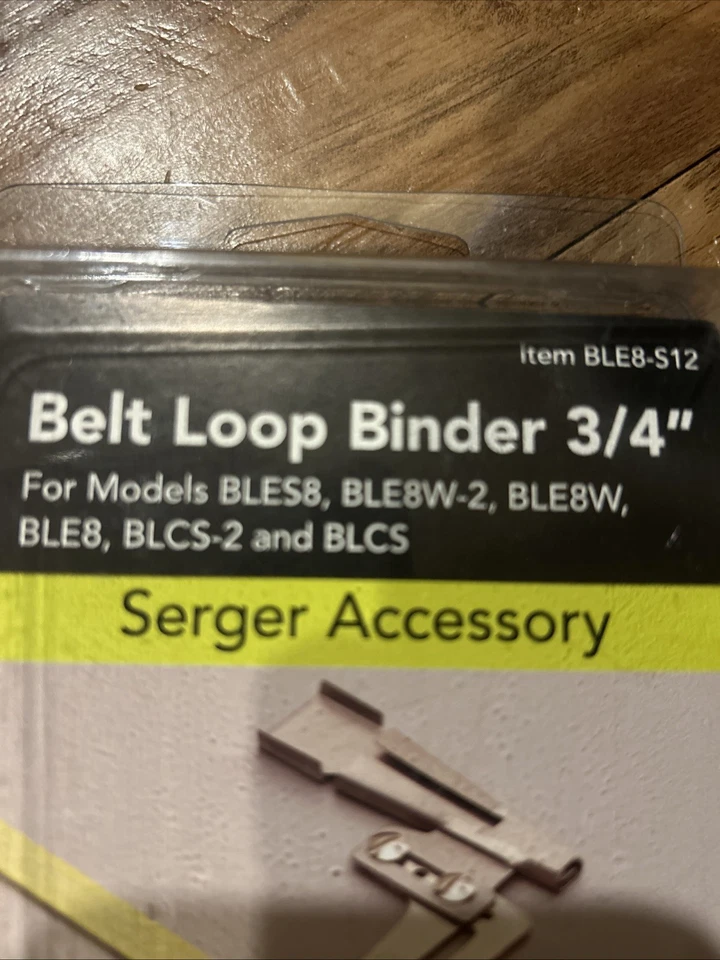 Item BLE8-S12
Belt Loop Binder 3/4"
For Models BLES8, BLE8W-2, BLE8W,
BLE8, BLCS-2 and BLCS
Serger Accessory